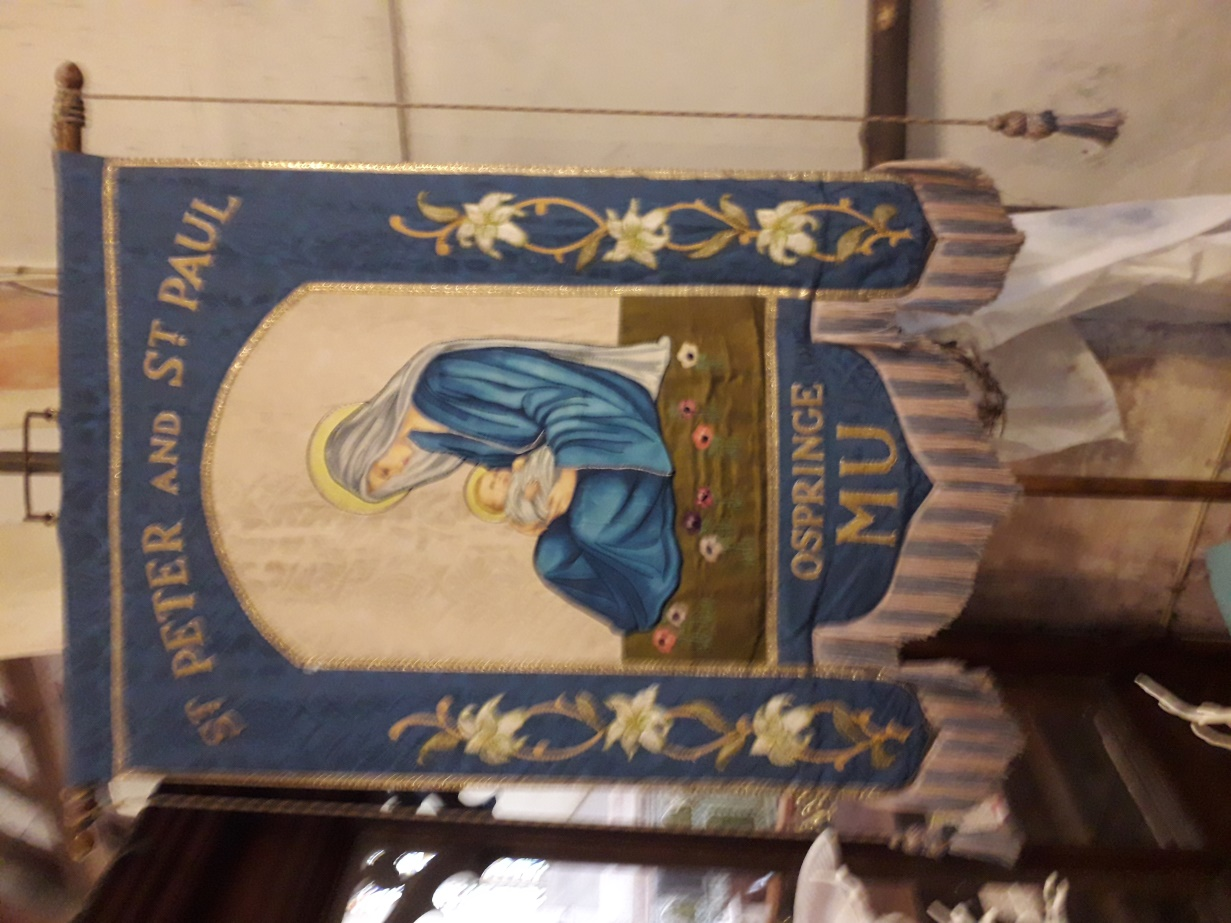 ST PETER AND ST PAUL
OSPRINGE
MU